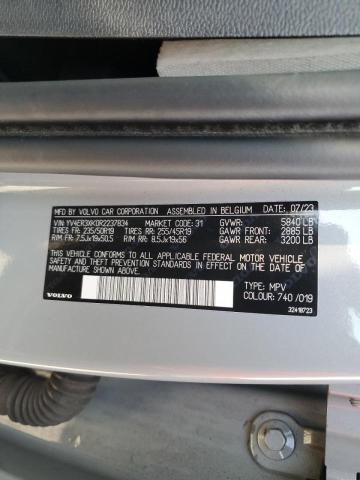 MFD BY VOLVO CAR CORPORATION ASSEMBLED IN BELGIUM DATE: 07/23
VIN: YV4ER3XK0R2237834 MARKET CODE: 31 GVWR: 5840 LB
TIRES FR: 235/50R19 TIRES RR: 255/45R19 GAWR FRONT: 2885 LB
RIM: 7.5Jx19x50.5 RIM: 8.5Jx19x56 GAWR REAR: 3200 LB
THIS VEHICLE CONFORMS TO ALL APPLICABLE FEDERAL MOTOR VEHICLE
SAFETY AND THEFT PREVENTION STANDARDS IN EFFECT ON THE DATE OF
MANUFACTURE SHOWN ABOVE.
TYPE: MPV
COLOUR: 740 /019
VOLVO
32418723